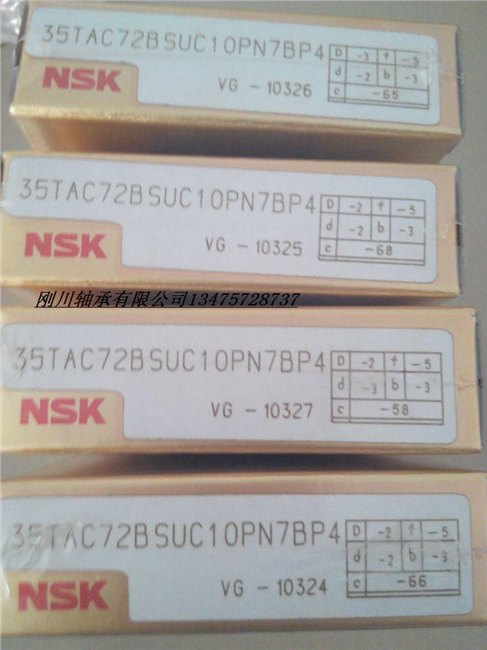 35TAC72BSUC10PN7BP4
D -3 f -5
d -2 b -3
c -65
NSK
VG - 10326
35TAC72BSUC10PN7BP4
D -2 f -5
d -2 b -3
c -68
NSK
VG - 10325
刚川轴承有限公司13475728737
35TAC72BSUC10PN7BP4
D -2 f -5
d -3 b -3
c -58
NSK
VG - 10327
35TAC72BSUC10PN7BP4
D -2 f -5
d -2 b -3
c -66
NSK
VG - 10324